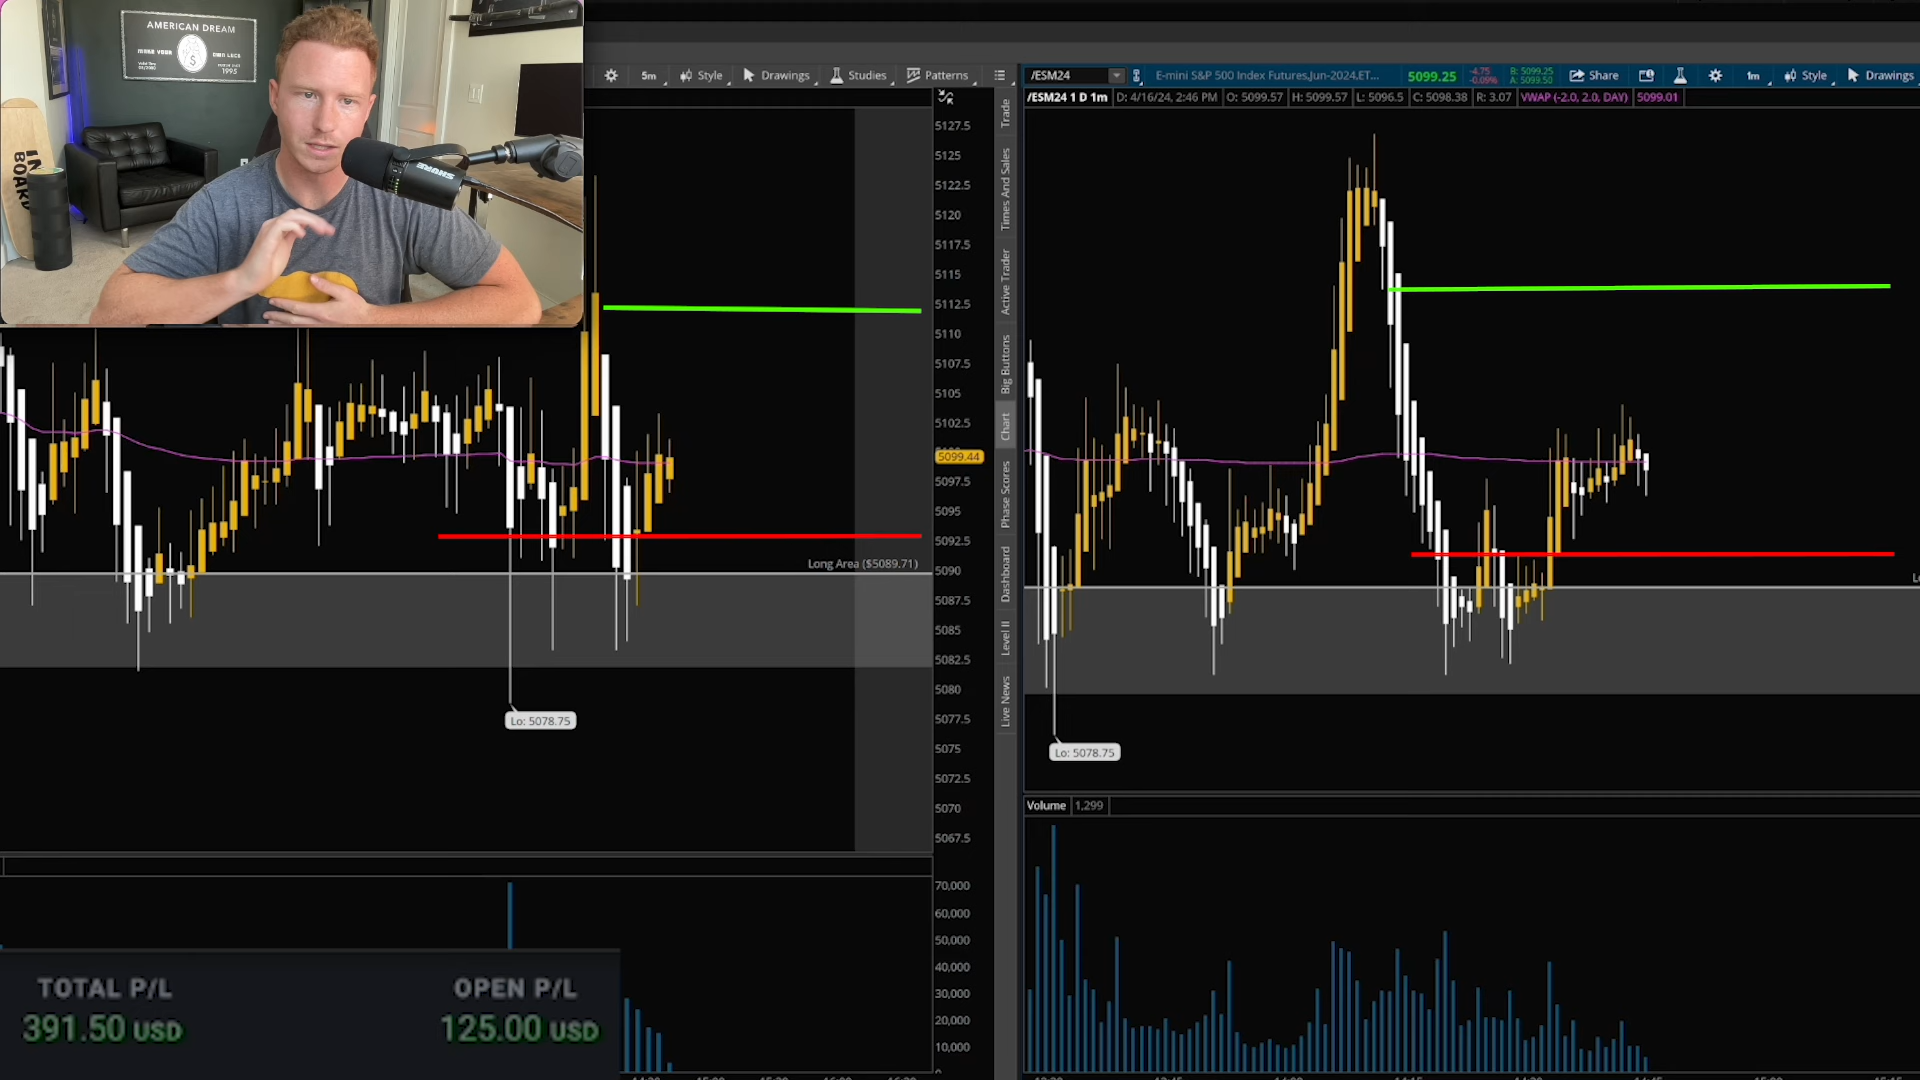 AMERICAN DREAM
MAKE YOUR OWN LUCK
1995
IN
BOARD
SHURE
5m
Style
Drawings
Studies
Patterns
/ESM24
E-mini S&P 500 Index Futures,Jun-2024,ET...
5099.25
-4.75
-0.09%
B: 5099.25
A: 5099.50
Share
1m
Style
Drawings
/ESM24 1 D 1m
D: 4/16/24, 2:46 PM
O: 5099.57
H: 5099.57
L: 5096.5
C: 5098.38
R: 3.07
VWAP (-2.0, 2.0, DAY)
5099.01
5127.5
5125
5122.5
5120
5117.5
5115
5112.5
5110
5107.5
5105
5102.5
5099.44
5097.5
5095
5092.5
5090
5087.5
5085
5082.5
5080
5077.5
5075
5072.5
5070
5067.5
Trade
Times And Sales
Active Trader
Big Buttons
Chart
Phase Scores
Dashboard
Level II
Live News
Long Area ($5089.71)
Lo: 5078.75
Lo: 5078.75
Volume
1,299
70,000
60,000
50,000
40,000
30,000
20,000
10,000
TOTAL P/L
391.50 USD
OPEN P/L
125.00 USD